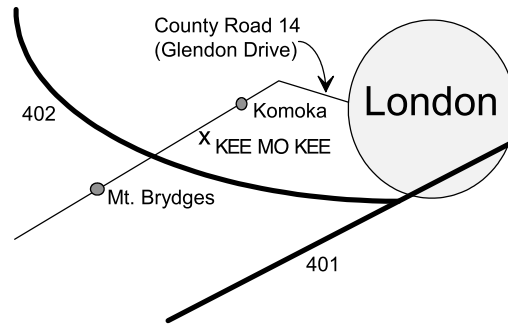 County Road 14
(Glendon Drive)
London
Komoka
402
x KEE MO KEE
Mt. Brydges
401